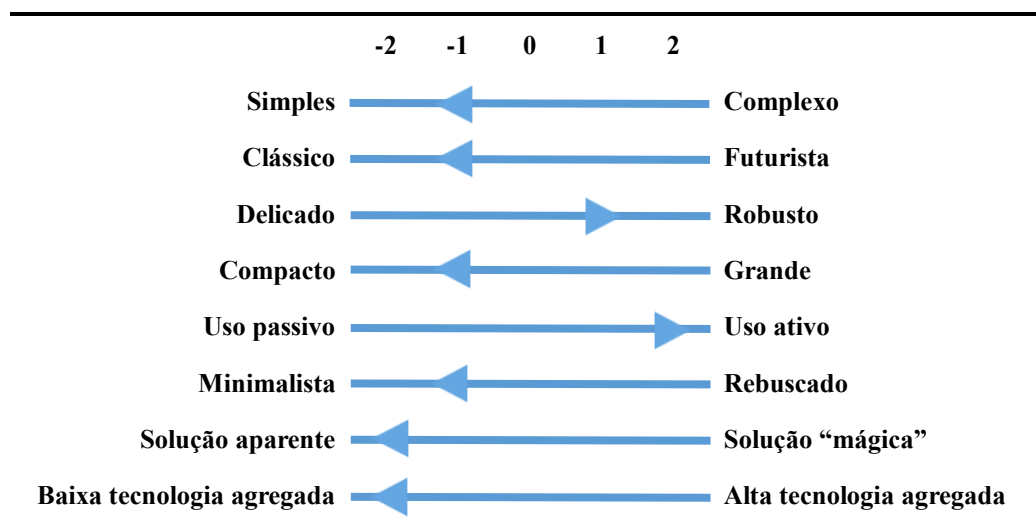 -2 -1 0 1 2
Simples Complexo
Clássico Futurista
Delicado Robusto
Compacto Grande
Uso passivo Uso ativo
Minimalista Rebuscado
Solução aparente Solução “mágica”
Baixa tecnologia agregada Alta tecnologia agregada